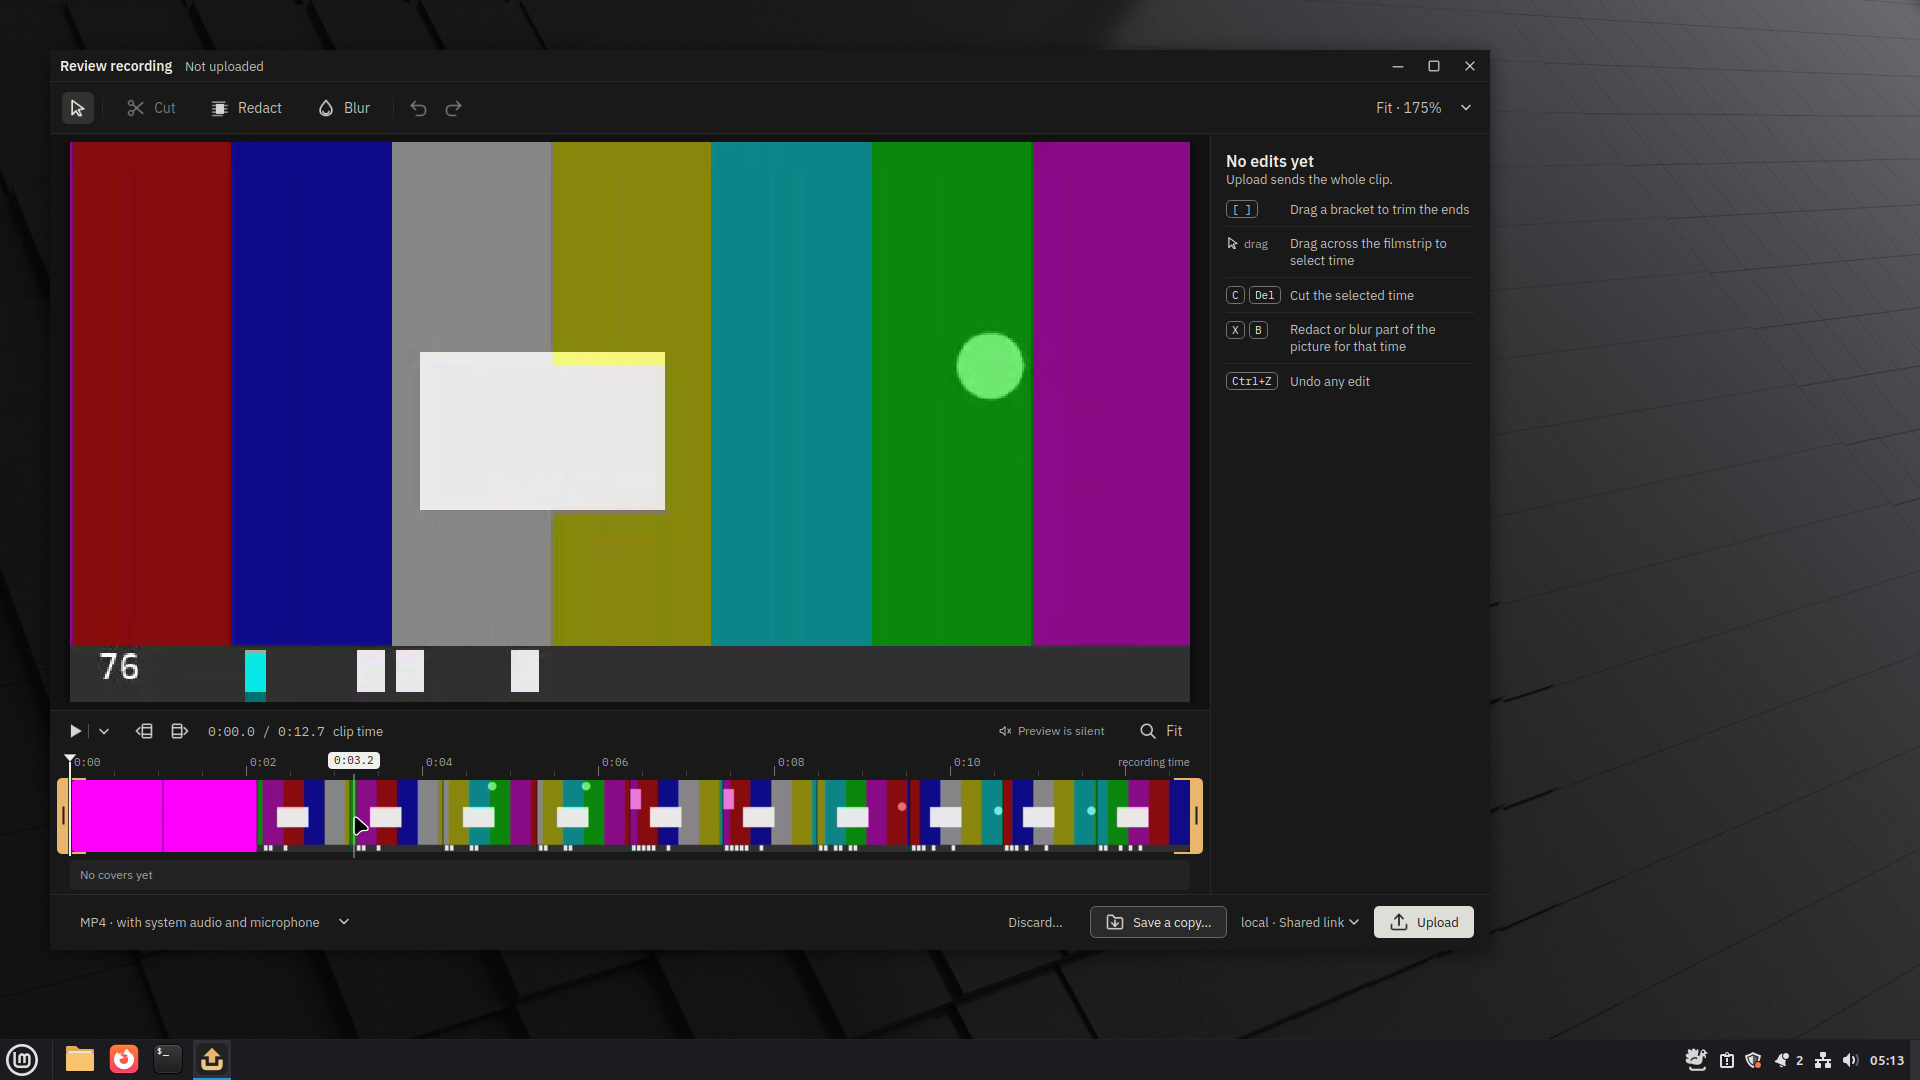 Review recording Not uploaded
Cut Redact Blur Fit · 175%
No edits yet
Upload sends the whole clip.
[ ] Drag a bracket to trim the ends
drag Drag across the filmstrip to
select time
C Del Cut the selected time
X B Redact or blur part of the
picture for that time
Ctrl+Z Undo any edit
76
0:00.0 / 0:12.7 clip time Preview is silent Fit
0:00 0:02 0:03.2 0:04 0:06 0:08 0:10 recording time
No covers yet
MP4 · with system audio and microphone Discard... Save a copy... local · Shared link Upload
$_
lm 2 05:13